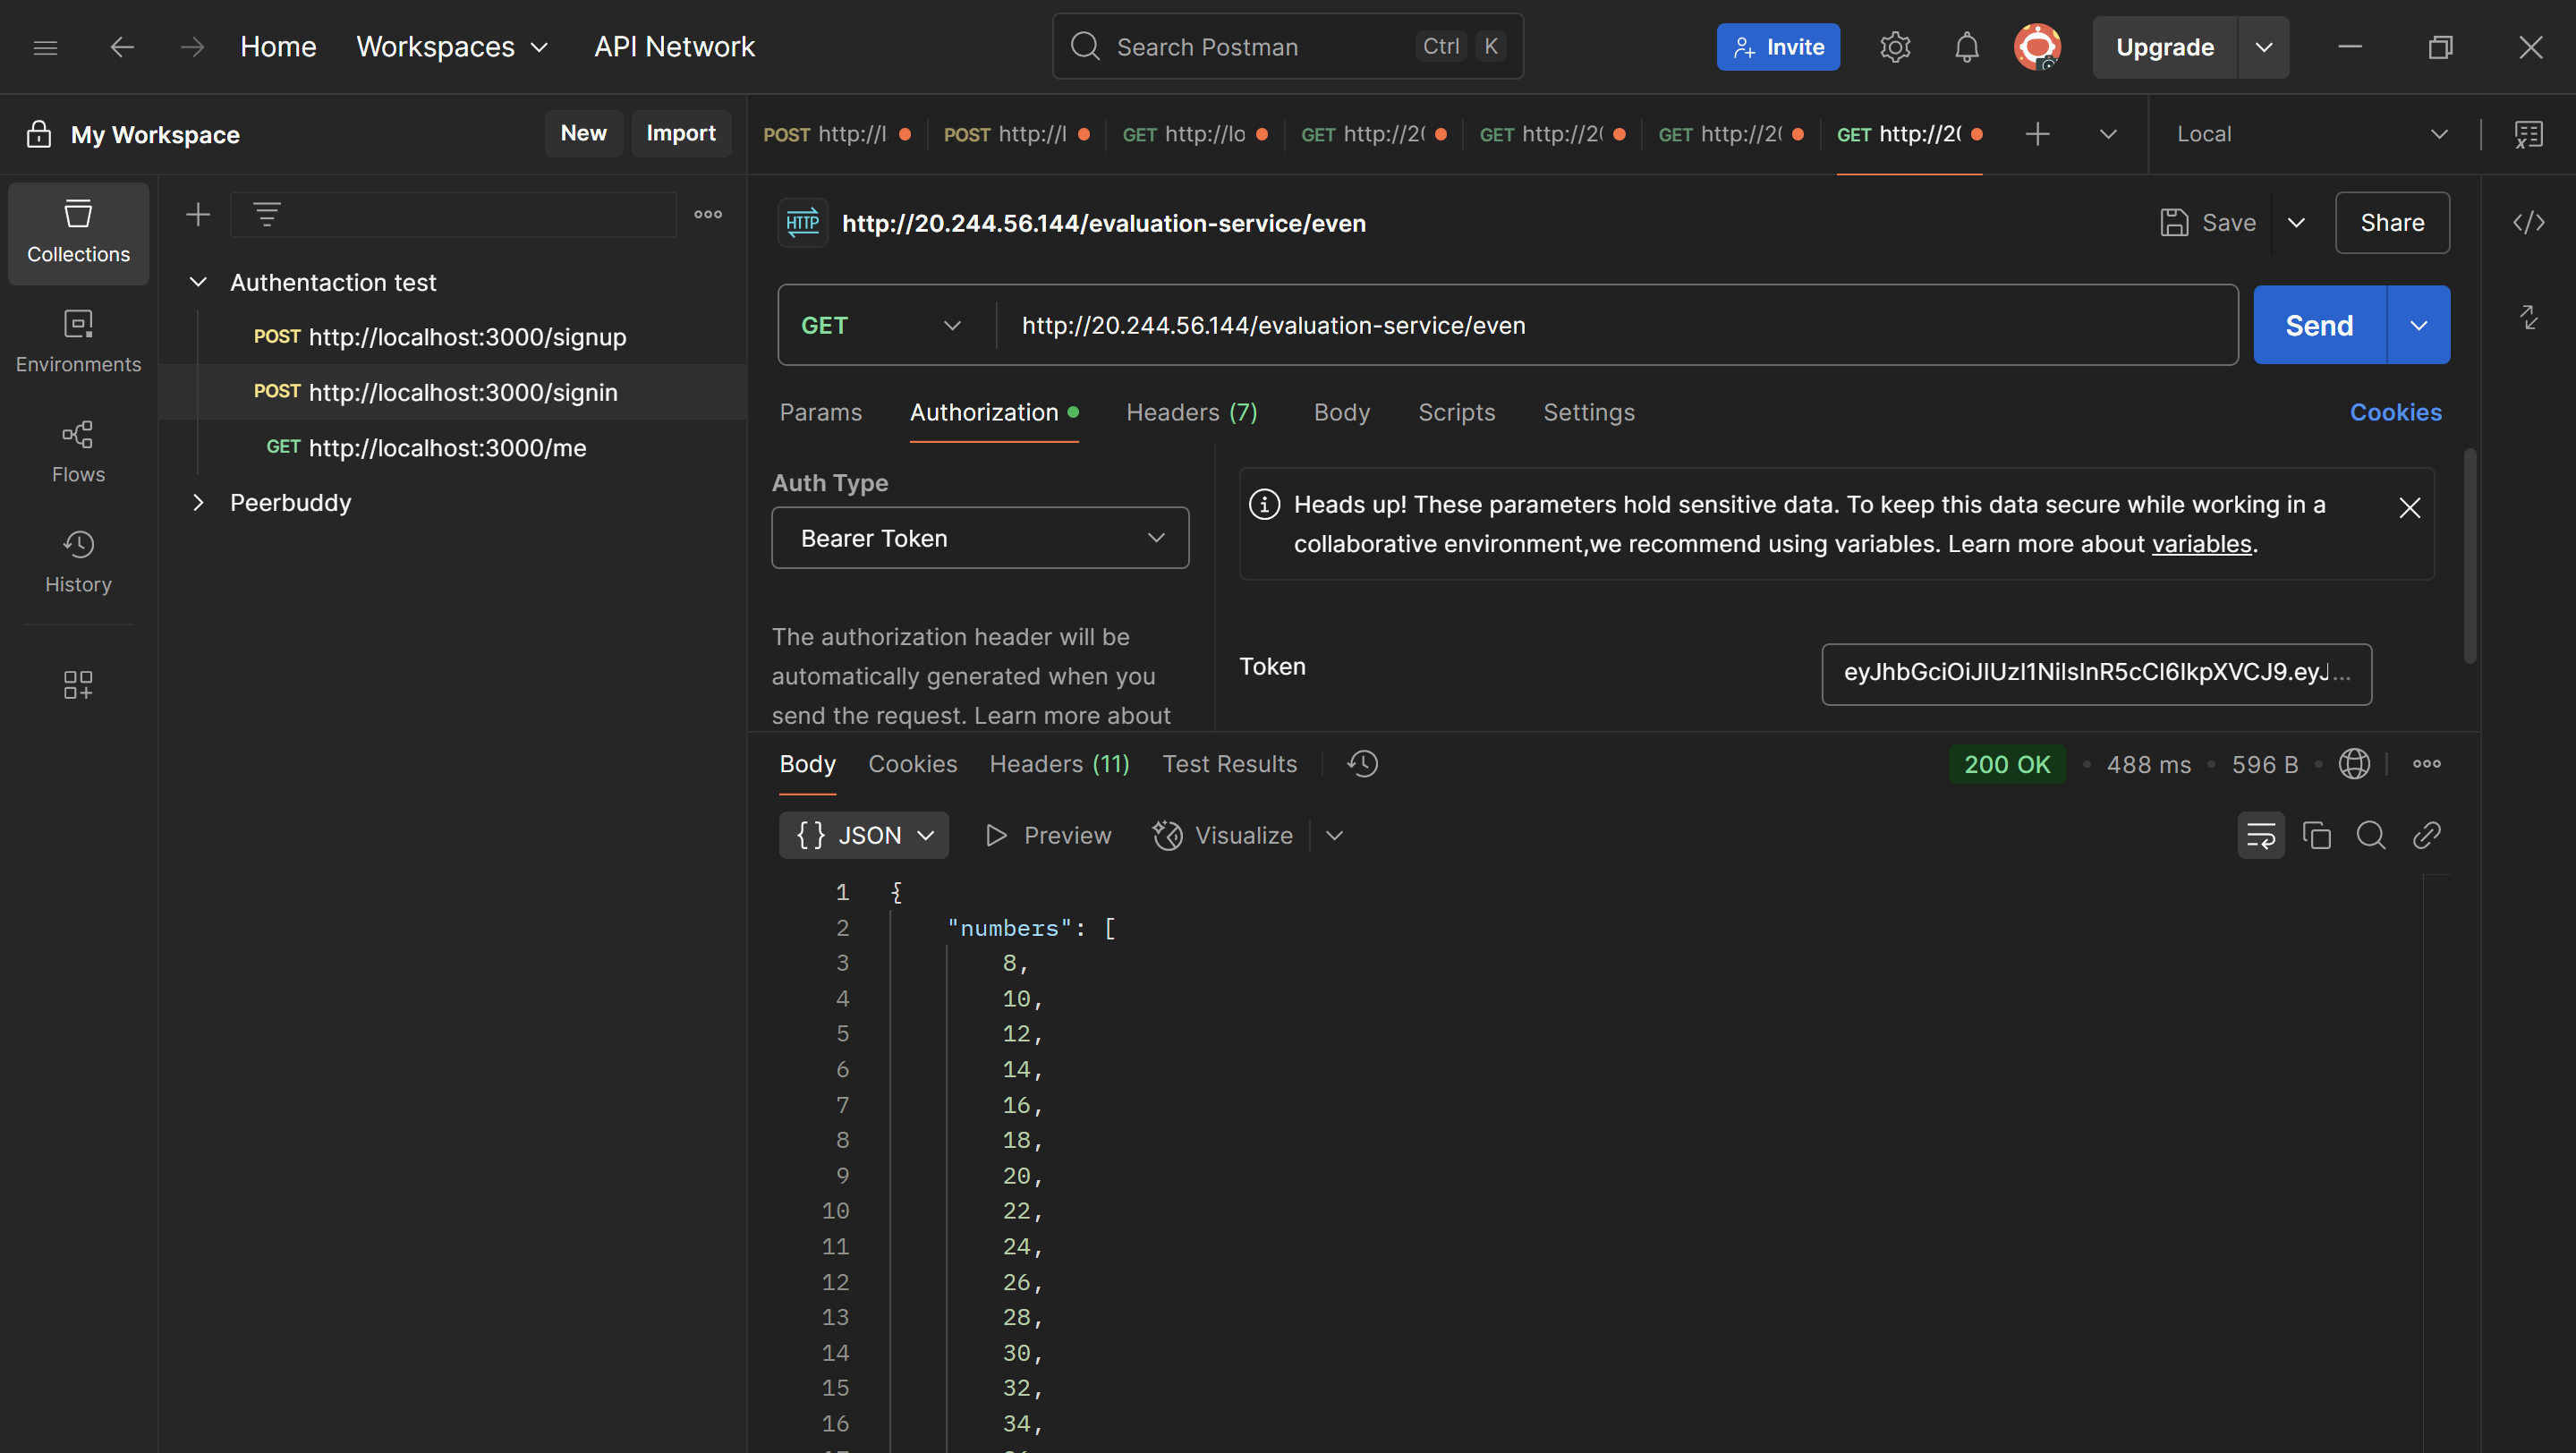 Home Workspaces API Network Search Postman Ctrl K Invite Upgrade
My Workspace New Import POST http://l POST http://l GET http://lo GET http://20 GET http://20 GET http://20 GET http://20 Local
Collections
Environments
Flows
History
Authentaction test
POST http://localhost:3000/signup
POST http://localhost:3000/signin
GET http://localhost:3000/me
Peerbuddy
HTTP http://20.244.56.144/evaluation-service/even Save Share
GET http://20.244.56.144/evaluation-service/even Send
Params Authorization Headers (7) Body Scripts Settings Cookies
Auth Type
Bearer Token
The authorization header will be
automatically generated when you
send the request. Learn more about
Heads up! These parameters hold sensitive data. To keep this data secure while working in a
collaborative environment,we recommend using variables. Learn more about variables.
Token eyJhbGciOiJIUzI1NiIsInR5cCI6IkpXVCJ9.eyJ...
Body Cookies Headers (11) Test Results 200 OK • 488 ms • 596 B
{} JSON Preview Visualize
1 {
2 "numbers": [
3 8,
4 10,
5 12,
6 14,
7 16,
8 18,
9 20,
10 22,
11 24,
12 26,
13 28,
14 30,
15 32,
16 34,